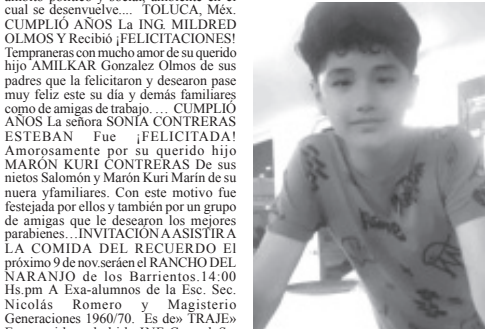 cual se desenvuelve.... TOLUCA, Méx.
CUMPLIÓ AÑOS La ING. MILDRED
OLMOS Y Recibió ¡FELICITACIONES!
Tempraneras con mucho amor de su querido
hijo AMILKAR Gonzalez Olmos de sus
padres que la felicitaron y desearon pase
muy feliz este su día y demás familiares
como de amigas de trabajo. … CUMPLIÓ
AÑOS La señora SONIA CONTRERAS
ESTEBAN Fue ¡FELICITADA!
Amorosamente por su querido hijo
MARÓN KURI CONTRERAS De sus
nietos Salomón y Marón Kuri Marín de su
nuera yfamiliares. Con este motivo fue
festejada por ellos y también por un grupo
de amigas que le desearon los mejores
parabienes…INVITACIÓN A ASISTIR A
LA COMIDA DEL RECUERDO El
próximo 9 de nov.seráen el RANCHO DEL
NARANJO de los Barrientos.14:00
Hs.pm A Exa-alumnos de la Esc. Sec.
Nicolás Romero y Magisterio
Generaciones 1960/70. Es de» TRAJE»